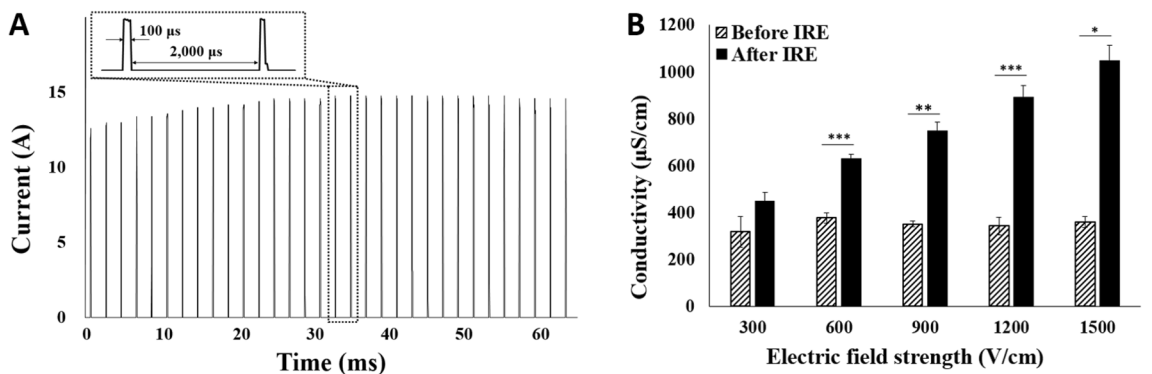 A
100 µs
2,000 µs
15
10
5
0
Current (A)
0 10 20 30 40 50 60
Time (ms)
B
1200
1000
800
600
400
200
0
Conductivity (µS/cm)
Before IRE
After IRE
***
**
***
*
300 600 900 1200 1500
Electric field strength (V/cm)